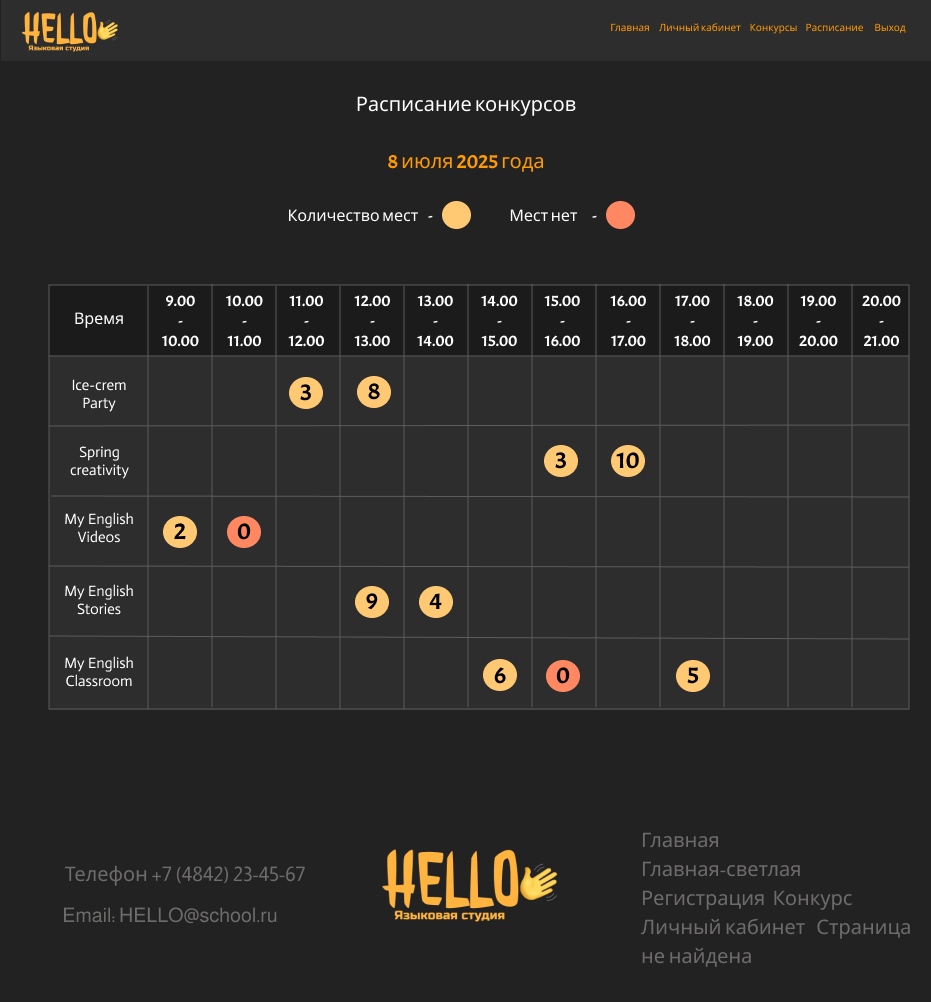 HELLO
Языковая студия
Главная Личный кабинет Конкурсы Расписание Выход
Расписание конкурсов
8 июля 2025 года
Количество мест -
Мест нет -
Время
9.00
-
10.00
10.00
-
11.00
11.00
-
12.00
12.00
-
13.00
13.00
-
14.00
14.00
-
15.00
15.00
-
16.00
16.00
-
17.00
17.00
-
18.00
18.00
-
19.00
19.00
-
20.00
20.00
-
21.00
Ice-crem
Party
3 8
Spring
creativity
3 10
My English
Videos
2 0
My English
Stories
9 4
My English
Classroom
6 0 5
Телефон +7 (4842) 23-45-67
Email: HELLO@school.ru
HELLO
Языковая студия
Главная
Главная-светлая
Регистрация Конкурс
Личный кабинет Страница
не найдена